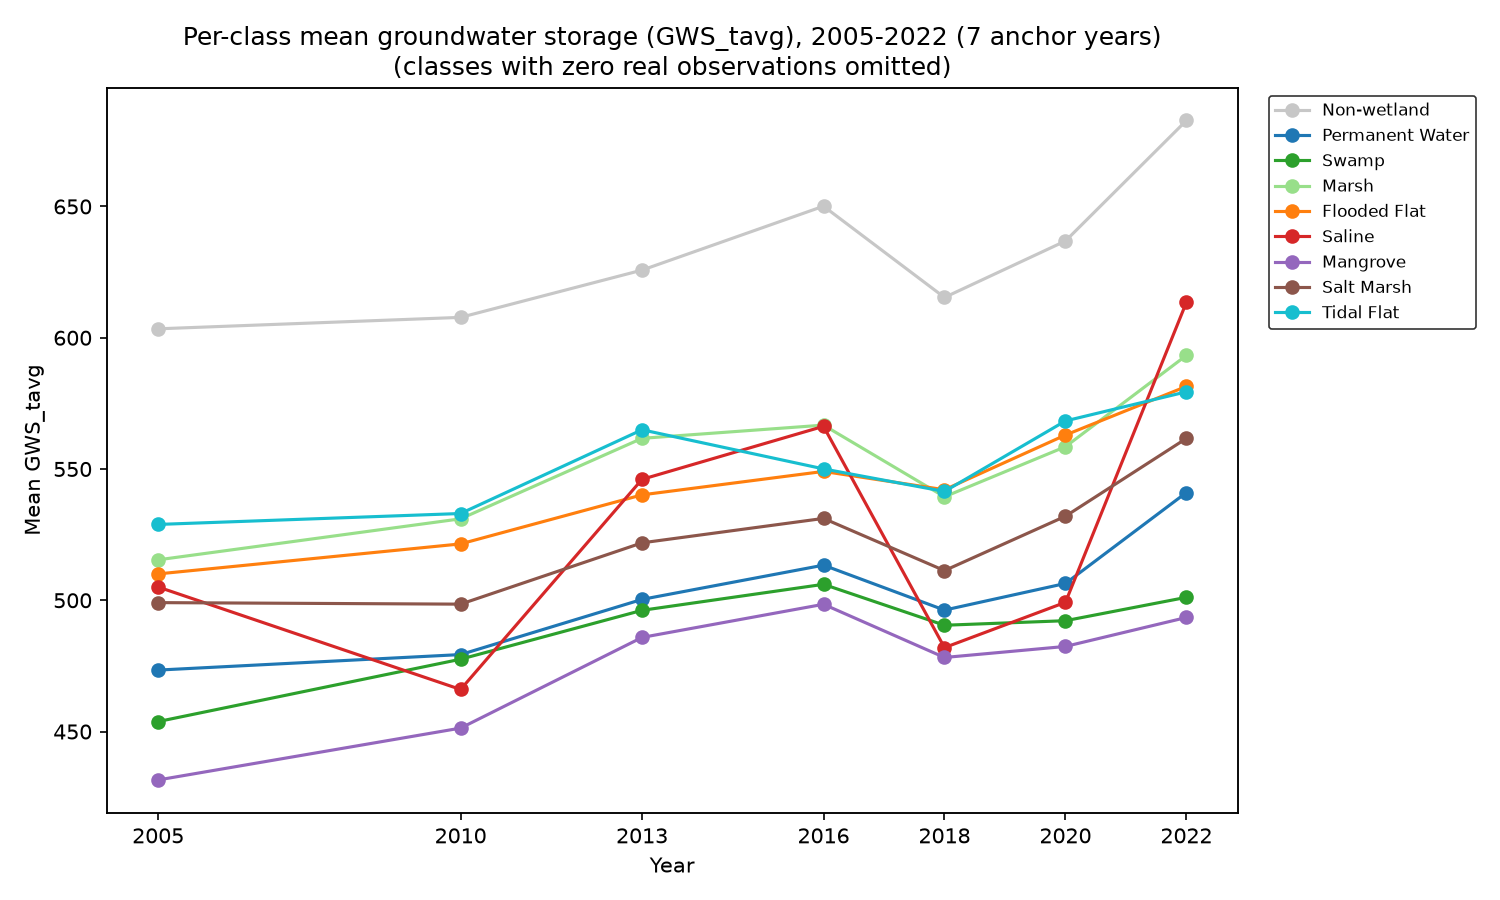 Per-class mean groundwater storage (GWS_tavg), 2005-2022 (7 anchor years)
(classes with zero real observations omitted)
Non-wetland
Permanent Water
Swamp
Marsh
Flooded Flat
Saline
Mangrove
Salt Marsh
Tidal Flat
Mean GWS_tavg
650
600
550
500
450
2005 2010 2013 2016 2018 2020 2022
Year